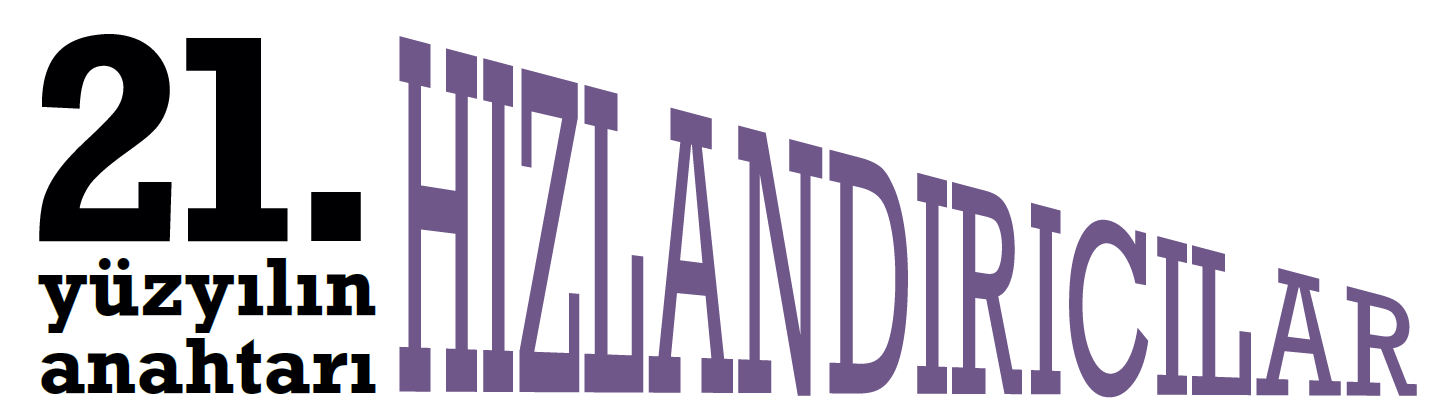 21.
yüzyılın
anahtarı
HIZLANDIRICILAR